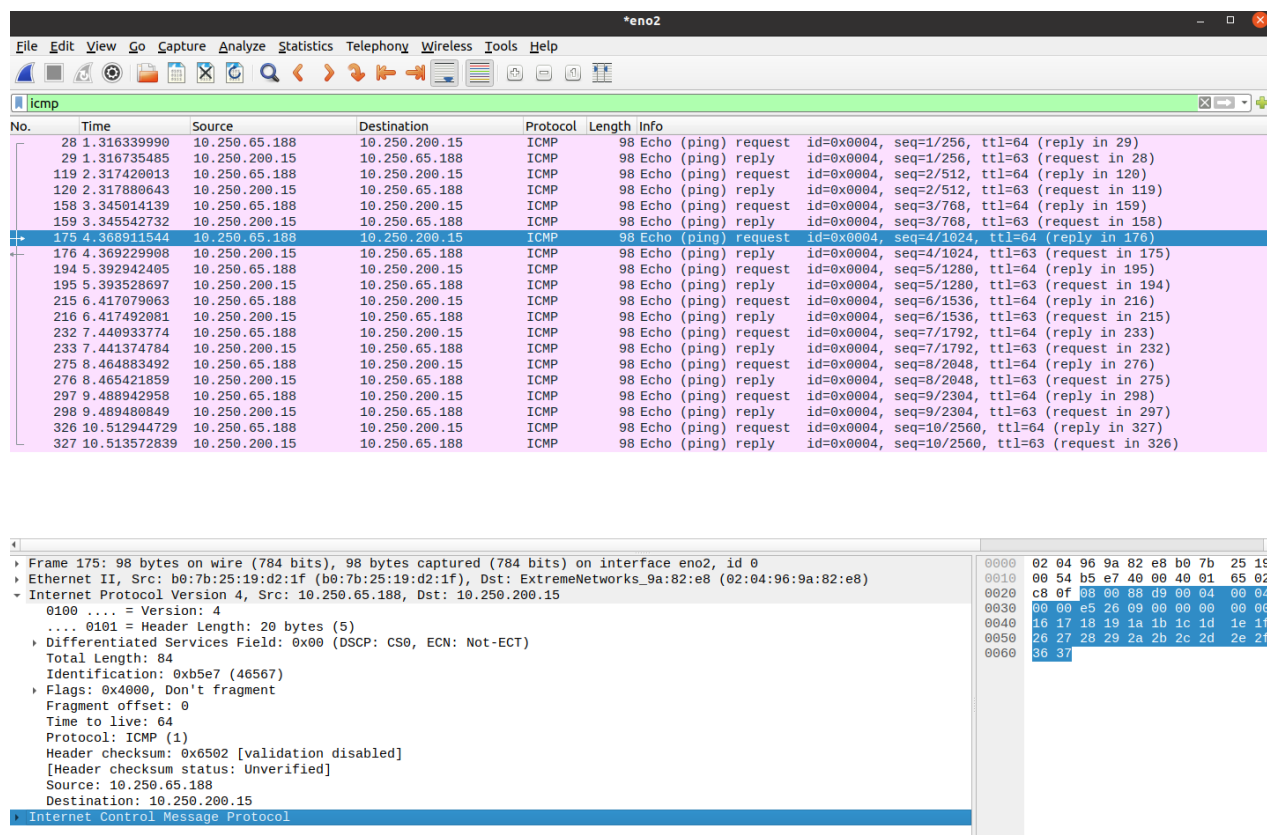 *eno2
File Edit View Go Capture Analyze Statistics Telephony Wireless Tools Help
icmp
No. Time Source Destination Protocol Length Info
28 1.316339990 10.250.65.188 10.250.200.15 ICMP 98 Echo (ping) request id=0x0004, seq=1/256, ttl=64 (reply in 29)
29 1.316735485 10.250.200.15 10.250.65.188 ICMP 98 Echo (ping) reply id=0x0004, seq=1/256, ttl=63 (request in 28)
119 2.317420013 10.250.65.188 10.250.200.15 ICMP 98 Echo (ping) request id=0x0004, seq=2/512, ttl=64 (reply in 120)
120 2.317880643 10.250.200.15 10.250.65.188 ICMP 98 Echo (ping) reply id=0x0004, seq=2/512, ttl=63 (request in 119)
158 3.345014139 10.250.65.188 10.250.200.15 ICMP 98 Echo (ping) request id=0x0004, seq=3/768, ttl=64 (reply in 159)
159 3.345542732 10.250.200.15 10.250.65.188 ICMP 98 Echo (ping) reply id=0x0004, seq=3/768, ttl=63 (request in 158)
175 4.368911544 10.250.65.188 10.250.200.15 ICMP 98 Echo (ping) request id=0x0004, seq=4/1024, ttl=64 (reply in 176)
176 4.369229908 10.250.200.15 10.250.65.188 ICMP 98 Echo (ping) reply id=0x0004, seq=4/1024, ttl=63 (request in 175)
194 5.392942405 10.250.65.188 10.250.200.15 ICMP 98 Echo (ping) request id=0x0004, seq=5/1280, ttl=64 (reply in 195)
195 5.393528697 10.250.200.15 10.250.65.188 ICMP 98 Echo (ping) reply id=0x0004, seq=5/1280, ttl=63 (request in 194)
215 6.417079063 10.250.65.188 10.250.200.15 ICMP 98 Echo (ping) request id=0x0004, seq=6/1536, ttl=64 (reply in 216)
216 6.417492081 10.250.200.15 10.250.65.188 ICMP 98 Echo (ping) reply id=0x0004, seq=6/1536, ttl=63 (request in 215)
232 7.440933774 10.250.65.188 10.250.200.15 ICMP 98 Echo (ping) request id=0x0004, seq=7/1792, ttl=64 (reply in 233)
233 7.441374784 10.250.200.15 10.250.65.188 ICMP 98 Echo (ping) reply id=0x0004, seq=7/1792, ttl=63 (request in 232)
275 8.464883492 10.250.65.188 10.250.200.15 ICMP 98 Echo (ping) request id=0x0004, seq=8/2048, ttl=64 (reply in 276)
276 8.465421859 10.250.200.15 10.250.65.188 ICMP 98 Echo (ping) reply id=0x0004, seq=8/2048, ttl=63 (request in 275)
297 9.488942958 10.250.65.188 10.250.200.15 ICMP 98 Echo (ping) request id=0x0004, seq=9/2304, ttl=64 (reply in 298)
298 9.489480849 10.250.200.15 10.250.65.188 ICMP 98 Echo (ping) reply id=0x0004, seq=9/2304, ttl=63 (request in 297)
326 10.512944729 10.250.65.188 10.250.200.15 ICMP 98 Echo (ping) request id=0x0004, seq=10/2560, ttl=64 (reply in 327)
327 10.513572839 10.250.200.15 10.250.65.188 ICMP 98 Echo (ping) reply id=0x0004, seq=10/2560, ttl=63 (request in 326)
Frame 175: 98 bytes on wire (784 bits), 98 bytes captured (784 bits) on interface eno2, id 0
Ethernet II, Src: b0:7b:25:19:d2:1f (b0:7b:25:19:d2:1f), Dst: ExtremeNetworks_9a:82:e8 (02:04:96:9a:82:e8)
Internet Protocol Version 4, Src: 10.250.65.188, Dst: 10.250.200.15
0100 .... = Version: 4
.... 0101 = Header Length: 20 bytes (5)
Differentiated Services Field: 0x00 (DSCP: CS0, ECN: Not-ECT)
Total Length: 84
Identification: 0xb5e7 (46567)
Flags: 0x4000, Don't fragment
Fragment offset: 0
Time to live: 64
Protocol: ICMP (1)
Header checksum: 0x6502 [validation disabled]
[Header checksum status: Unverified]
Source: 10.250.65.188
Destination: 10.250.200.15
Internet Control Message Protocol
0000 02 04 96 9a 82 e8 b0 7b 25 19
0010 00 54 b5 e7 40 00 40 01 65 02
0020 c8 0f 08 00 88 d9 00 04 00 04
0030 00 00 e5 26 09 00 00 00 00 00
0040 16 17 18 19 1a 1b 1c 1d 1e 1f
0050 26 27 28 29 2a 2b 2c 2d 2e 2f
0060 36 37